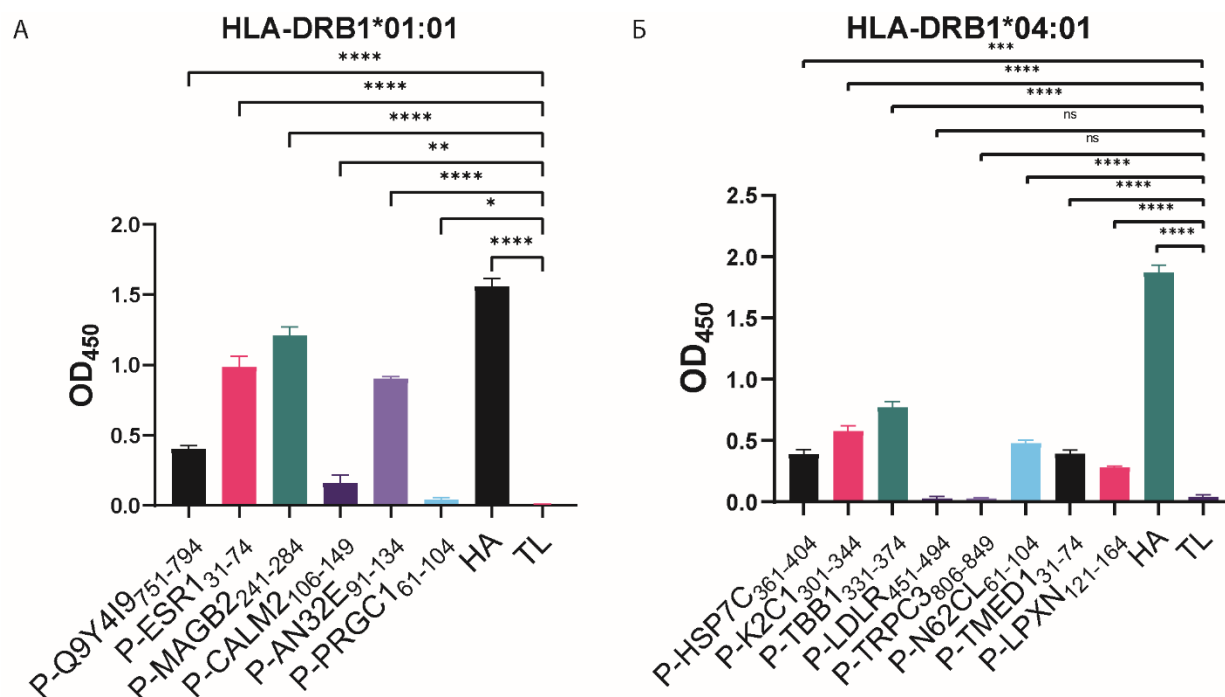 А
HLA-DRB1*01:01
****
****
****
**
****
*
****
OD450
2.0
1.5
1.0
0.5
0.0
P-Q9Y4I9751-794
P-ESR131-74
P-MAGB2241-284
P-CALM2106-149
P-AN32E91-134
P-PRGC161-104
HA
TL
Б
HLA-DRB1*04:01
***
****
****
ns
ns
****
****
****
****
OD450
2.5
2.0
1.5
1.0
0.5
0.0
P-HSP7C361-404
P-K2C1301-344
P-TBB1331-374
P-LDLR451-494
P-TRPC3806-849
P-N62CL61-104
P-TMED131-74
P-LPXN121-164
HA
TL